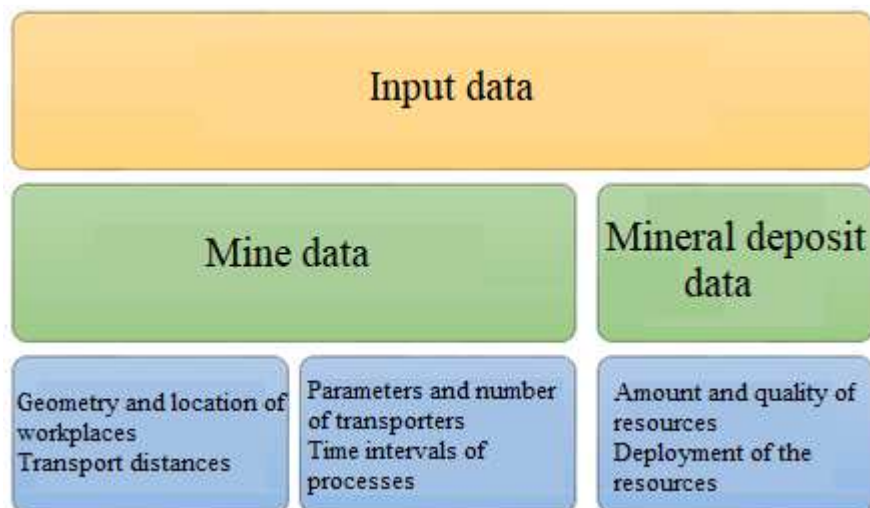 Input data
Mine data
Mineral deposit
data
Geometry and location of
workplaces
Transport distances
Parameters and number
of transporters
Time intervals of
processes
Amount and quality of
resources
Deployment of the
resources